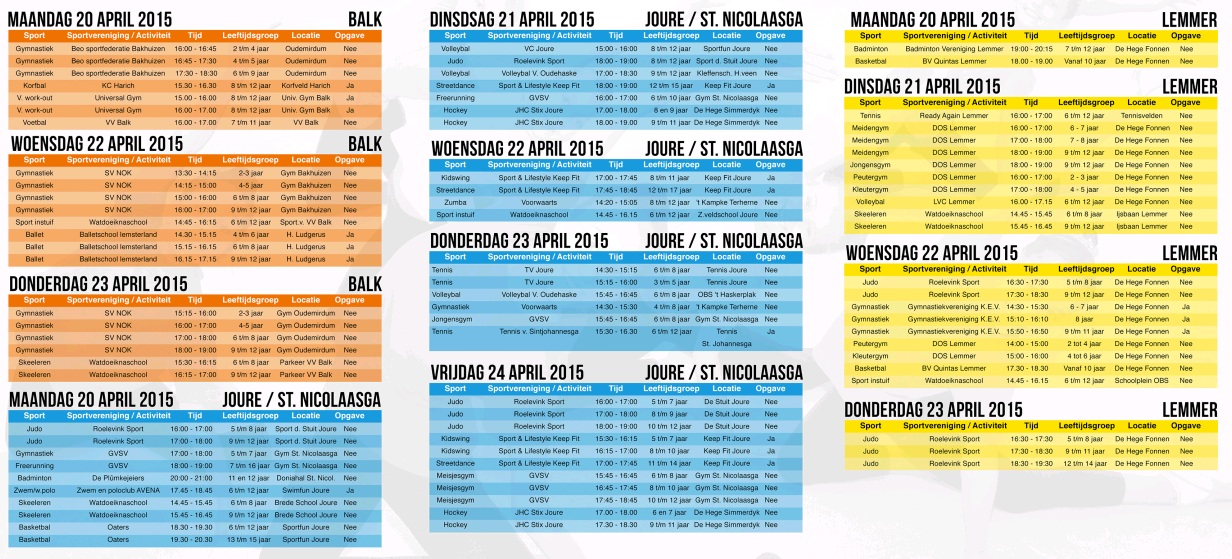 MAANDAG 20 APRIL 2015 BALK
Sport Sportvereniging / Activiteit Tijd Leeftijdsgroep Locatie Opgave
Gymnastiek Beo sportfederatie Bakhuizen 16:00 - 16:45 2 t/m 4 jaar Oudemirdum Nee
Gymnastiek Beo sportfederatie Bakhuizen 16:45 - 17.30 4 t/m 5 jaar Oudemirdum Nee
Gymnastiek Beo sportfederatie Bakhuizen 17:30 - 18:30 6 t/m 9 jaar Oudemirdum Nee
Korfbal KC Harich 15.30 - 16.30 8 t/m 12 jaar Korfveld Harich Ja
V. work-out Universal Gym 15:00 - 16.00 8 t/m 12 jaar Univ. Gym Balk Ja
V. work-out Universal Gym 16:00 - 17.00 8 t/m 12 jaar Univ. Gym Balk Ja
Voetbal VV Balk 16:00 - 17:00 7 t/m 11 jaar VV Balk Nee
WOENSDAG 22 APRIL 2015 BALK
Sport Sportvereniging / Activiteit Tijd Leeftijdsgroep Locatie Opgave
Gymnastiek SV NOK 13:30 - 14:15 2-3 jaar Gym Bakhuizen Nee
Gymnastiek SV NOK 14:15 - 15:00 4-5 jaar Gym Bakhuizen Nee
Gymnastiek SV NOK 15:00 - 16:00 6 t/m 8 jaar Gym Bakhuizen Nee
Gymnastiek SV NOK 16:00 - 17:00 9 t/m 12 jaar Gym Bakhuizen Nee
Sport instuif Watdoeiknaschool 14:45 - 16:15 6 t/m 12 jaar Sport v. VV Balk Nee
Ballet Balletschool lemsterland 14.30 - 15.15 4 t/m 6 jaar H. Ludgerus Ja
Ballet Balletschool lemsterland 15.15 - 16.15 6 t/m 8 jaar H. Ludgerus Ja
Ballet Balletschool lemsterland 16.15 - 17.15 9 t/m 12 jaar H. Ludgerus Ja
DONDERDAG 23 APRIL 2015 BALK
Sport Sportvereniging / Activiteit Tijd Leeftijdsgroep Locatie Opgave
Gymnastiek SV NOK 15:15 - 16:00 2-3 jaar Gym Oudemirdum Nee
Gymnastiek SV NOK 16:00 - 17:00 4-5 jaar Gym Oudemirdum Nee
Gymnastiek SV NOK 17:00 - 18:00 6 t/m 8 jaar Gym Oudemirdum Nee
Gymnastiek SV NOK 18:00 - 19:00 9 t/m 12 jaar Gym Oudemirdum Nee
Skeeleren Watdoeiknaschool 15:30 - 16:15 6 t/m 8 jaar Parkeer VV Balk Nee
Skeeleren Watdoeiknaschool 16:15 - 17:00 9 t/m 12 jaar Parkeer VV Balk Nee
MAANDAG 20 APRIL 2015 JOURE / ST. NICOLAASGA
Sport Sportvereniging / Activiteit Tijd Leeftijdsgroep Locatie Opgave
Judo Roelevink Sport 16:00 - 17:00 5 t/m 8 jaar Sport d. Stuit Joure Nee
Judo Roelevink Sport 17:00 - 18:00 9 t/m 12 jaar Sport d. Stuit Joure Nee
Gymnastiek GVSV 17:00 - 18:00 5 t/m 7 jaar Gym St. Nicolaasga Nee
Freerunning GVSV 18:00 - 19:00 7 t/m 16 jaar Gym St. Nicolaasga Nee
Badminton De Plúmkejeiers 20:00 - 21:00 11 t/m 12 jaar Doniahal St. Nicol. Nee
Zwem/w.polo Zwem en poloclub AVENA 17.45 - 18.45 6 t/m 12 jaar Swimfun Joure Ja
Skeeleren Watdoeiknaschool 14.45 - 15.45 6 t/m 8 jaar Brede School Joure Nee
Skeeleren Watdoeiknaschool 15.45 - 16.45 9 t/m 12 jaar Brede School Joure Nee
Basketbal Oaters 18.30 - 19.30 6 t/m 12 jaar Sportfun Joure Nee
Basketbal Oaters 19.30 - 20.30 13 t/m 15 jaar Sportfun Joure Nee
DINSDSAG 21 APRIL 2015 JOURE / ST. NICOLAASGA
Sport Sportvereniging / Activiteit Tijd Leeftijdsgroep Locatie Opgave
Volleybal VC Joure 15:00 - 16:00 8 t/m 12 jaar Sportfun Joure Nee
Judo Roelevink Sport 18:00 - 19:00 8 t/m 12 jaar Sport d. Stuit Joure Nee
Volleybal Volleybal V. Oudehaske 17.00 - 18:30 9 t/m 12 jaar Kleffensch. H.veen Nee
Streetdance Sport & Lifestyle Keep Fit 18:00 - 19:00 12 t/m 15 jaar Keep Fit Joure Ja
Freerunning GVSV 16:00 - 17:00 6 t/m 10 jaar Gym St. Nicolaasga Nee
Hockey JHC Stix Joure 17.00 - 18.00 8 en 9 jaar De Hege Simmerdyk Nee
Hockey JHC Stix Joure 18.00 - 19.00 9 t/m 11 jaar De Hege Simmerdyk Nee
WOENSDAG 22 APRIL 2015 JOURE / ST. NICOLAASGA
Sport Sportvereniging / Activiteit Tijd Leeftijdsgroep Locatie Opgave
Kidswing Sport & Lifestyle Keep Fit 17:00 - 17:45 8 t/m 11 jaar Keep Fit Joure Ja
Streetdance Sport & Lifestyle Keep Fit 17:45 - 18:45 12 t/m 17 jaar Keep Fit Joure Ja
Zumba Voorwaarts 14:20 - 15:05 8 t/m 12 jaar 't Kampke Terherne Nee
Sport instuif Watdoeiknaschool 14.45 - 16.15 6 t/m 12 jaar Z.veldschool Joure Nee
DONDERDAG 23 APRIL 2015 JOURE / ST. NICOLAASGA
Sport Sportvereniging / Activiteit Tijd Leeftijdsgroep Locatie Opgave
Tennis TV Joure 14:30 - 15:15 6 t/m 8 jaar Tennis Joure Nee
Tennis TV Joure 15:15 - 16:00 3 t/m 5 jaar Tennis Joure Nee
Volleybal Volleybal V. Oudehaske 15:45 - 16:45 6 t/m 8 jaar OBS 't Haskerplak Nee
Gymnastiek Voorwaarts 14:30 - 15.30 4 t/m 8 jaar 't Kampke Terherne Nee
Jongensgym GVSV 15:45 - 16:45 6 t/m 8 jaar Gym St. Nicolaasga Nee
Tennis Tennis v. Sintjohannesga 15:30 - 16.30 6 t/m 12 jaar Tennis Ja
St. Johannesga
VRIJDAG 24 APRIL 2015 JOURE / ST. NICOLAASGA
Sport Sportvereniging / Activiteit Tijd Leeftijdsgroep Locatie Opgave
Judo Roelevink Sport 16:00 - 17:00 5 t/m 7 jaar De Stuit Joure Nee
Judo Roelevink Sport 17:00 - 18:00 8 t/m 9 jaar De Stuit Joure Nee
Judo Roelevink Sport 18:00 - 19:00 10 t/m 12 jaar De Stuit Joure Nee
Kidswing Sport & Lifestyle Keep Fit 15:30 - 16:15 5 t/m 7 jaar Keep Fit Joure Ja
Kidswing Sport & Lifestyle Keep Fit 16:15 - 17:00 8 t/m 10 jaar Keep Fit Joure Ja
Streetdance Sport & Lifestyle Keep Fit 17:00 - 17:45 11 t/m 14 jaar Keep Fit Joure Ja
Meisjesgym GVSV 15:45 - 16:45 6 t/m 8 jaar Gym St. Nicolaasga Nee
Meisjesgym GVSV 16:45 - 17:45 8 t/m 10 jaar Gym St. Nicolaasga Nee
Meisjesgym GVSV 17:45 - 18:45 10 t/m 12 jaar Gym St. Nicolaasga Nee
Hockey JHC Stix Joure 16.00 - 17.00 6 en 7 jaar De Hege Simmerdyk Nee
Hockey JHC Stix Joure 17.30 - 18.30 9 t/m 11 jaar De Hege Simmerdyk Nee
MAANDAG 20 APRIL 2015 LEMMER
Sport Sportvereniging / Activiteit Tijd Leeftijdsgroep Locatie Opgave
Badminton Badminton Vereniging Lemmer 19:00 - 20:15 7 t/m 12 jaar De Hege Fonnen Nee
Basketbal BV Quintas Lemmer 18.00 - 19.00 Vanaf 10 jaar De Hege Fonnen Nee
DINSDAG 21 APRIL 2015 LEMMER
Sport Sportvereniging / Activiteit Tijd Leeftijdsgroep Locatie Opgave
Tennis Ready Again Lemmer 16:00 - 17:00 6 t/m 12 jaar Tennisvelden Nee
Meidengym DOS Lemmer 16:00 - 17:00 6 - 7 jaar De Hege Fonnen Nee
Meidengym DOS Lemmer 17:00 - 18:00 7 - 8 jaar De Hege Fonnen Nee
Meidengym DOS Lemmer 18:00 - 19:00 9 t/m 12 jaar De Hege Fonnen Nee
Jongensgym DOS Lemmer 18:00 - 19:00 9 t/m 12 jaar De Hege Fonnen Nee
Peutergym DOS Lemmer 16:00 - 17:00 2 - 3 jaar De Hege Fonnen Nee
Kleutergym DOS Lemmer 17:00 - 18:00 4 - 5 jaar De Hege Fonnen Nee
Volleybal LVC Lemmer 16:00 - 17.15 6 t/m 12 jaar De Hege Fonnen Nee
Skeeleren Watdoeiknaschool 14.45 - 15.45 6 t/m 8 jaar Ijsbaan Lemmer Nee
Skeeleren Watdoeiknaschool 15.45 - 16.45 9 t/m 12 jaar Ijsbaan Lemmer Nee
WOENSDAG 22 APRIL 2015 LEMMER
Sport Sportvereniging / Activiteit Tijd Leeftijdsgroep Locatie Opgave
Judo Roelevink Sport 16:30 - 17:30 5 t/m 8 jaar De Hege Fonnen Nee
Judo Roelevink Sport 17:30 - 18:30 9 t/m 12 jaar De Hege Fonnen Nee
Gymnastiek Gymnastiekvereniging K.E.V. 14:30 - 15:30 6 - 7 jaar De Hege Fonnen Ja
Gymnastiek Gymnastiekvereniging K.E.V. 15:10 - 16:10 8 jaar De Hege Fonnen Ja
Gymnastiek Gymnastiekvereniging K.E.V. 15:50 - 16:50 9 t/m 11 jaar De Hege Fonnen Ja
Peutergym DOS Lemmer 14:00 - 15:00 2 tot 4 jaar De Hege Fonnen Nee
Kleutergym DOS Lemmer 15:00 - 16:00 4 tot 6 jaar De Hege Fonnen Nee
Basketbal BV Quintas Lemmer 17.30 - 18.30 Vanaf 10 jaar De Hege Fonnen Nee
Sport instuif Watdoeiknaschool 14.45 - 16.15 6 t/m 12 jaar Schoolplein OBS Nee
DONDERDAG 23 APRIL 2015 LEMMER
Sport Sportvereniging / Activiteit Tijd Leeftijdsgroep Locatie Opgave
Judo Roelevink Sport 16:30 - 17:30 5 t/m 8 jaar De Hege Fonnen Nee
Judo Roelevink Sport 17:30 - 18:30 9 t/m 11 jaar De Hege Fonnen Nee
Judo Roelevink Sport 18:30 - 19:30 12 t/m 14 jaar De Hege Fonnen Nee